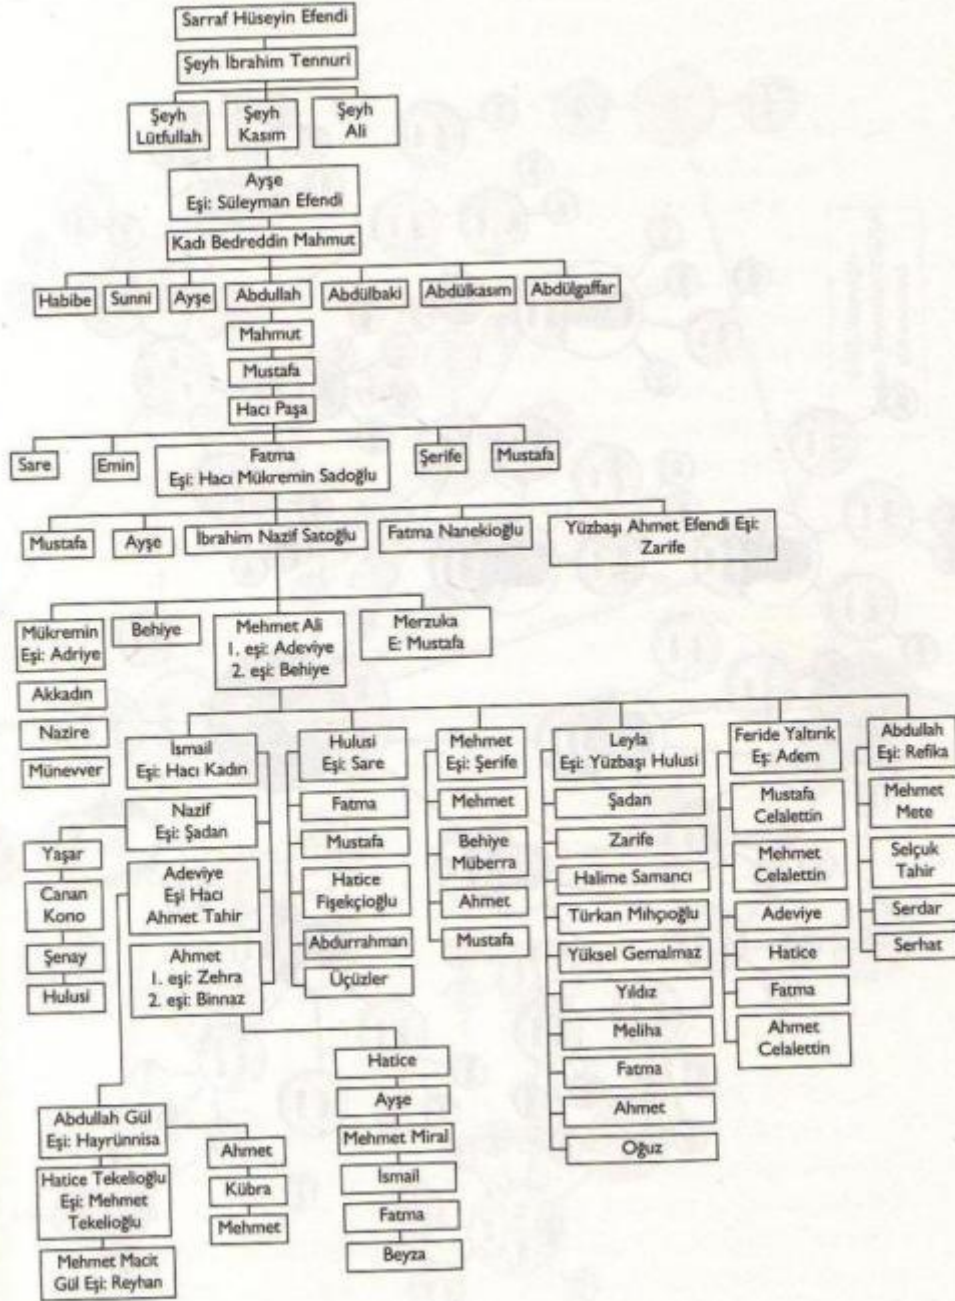 Sarraf Hüseyin Efendi
Şeyh İbrahim Tennuri
Şeyh
Lütfullah
Şeyh
Kasım
Şeyh
Ali
Ayşe
Eşi: Süleyman Efendi
Kadı Bedreddin Mahmut
Habibe
Sunni
Ayşe
Abdullah
Abdülbaki
Abdülkasım
Abdülgaffar
Mahmut
Mustafa
Hacı Paşa
Sare
Emin
Fatma
Eşi: Hacı Mükremin Sadoğlu
Şerife
Mustafa
Mustafa
Ayşe
İbrahim Nazif Satoğlu
Fatma Nanekioğlu
Yüzbaşı Ahmet Efendi Eşi:
Zarife
Mükremin
Eşi: Adriye
Akkadın
Nazire
Münevver
Behiye
Mehmet Ali
1. eşi: Adeviye
2. eşi: Behiye
Merzuka
E: Mustafa
İsmail
Eşi: Hacı Kadın
Nazif
Eşi: Şadan
Yaşar
Canan
Kono
Şenay
Hulusi
Adeviye
Eşi Hacı
Ahmet Tahir
Ahmet
1. eşi: Zehra
2. eşi: Binnaz
Hulusi
Eşi: Sare
Fatma
Mustafa
Hatice
Fişekçioğlu
Abdurrahman
Üçüzler
Mehmet
Eşi: Şerife
Mehmet
Behiye
Müberra
Ahmet
Mustafa
Leyla
Eşi: Yüzbaşı Hulusi
Şadan
Zarife
Halime Samancı
Türkan Mıhçıoğlu
Yüksel Gemalmaz
Yıldız
Meliha
Fatma
Ahmet
Oğuz
Feride Yaltırık
Eş: Adem
Mustafa
Celalettin
Mehmet
Celalettin
Adeviye
Hatice
Fatma
Ahmet
Celalettin
Abdullah
Eşi: Refika
Mehmet
Mete
Selçuk
Tahir
Serdar
Serhat
Abdullah Gül
Eşi: Hayrünnisa
Hatice Tekelioğlu
Eşi: Mehmet
Tekelioğlu
Mehmet Macit
Gül Eşi: Reyhan
Ahmet
Kübra
Mehmet
Hatice
Ayşe
Mehmet Miral
İsmail
Fatma
Beyza